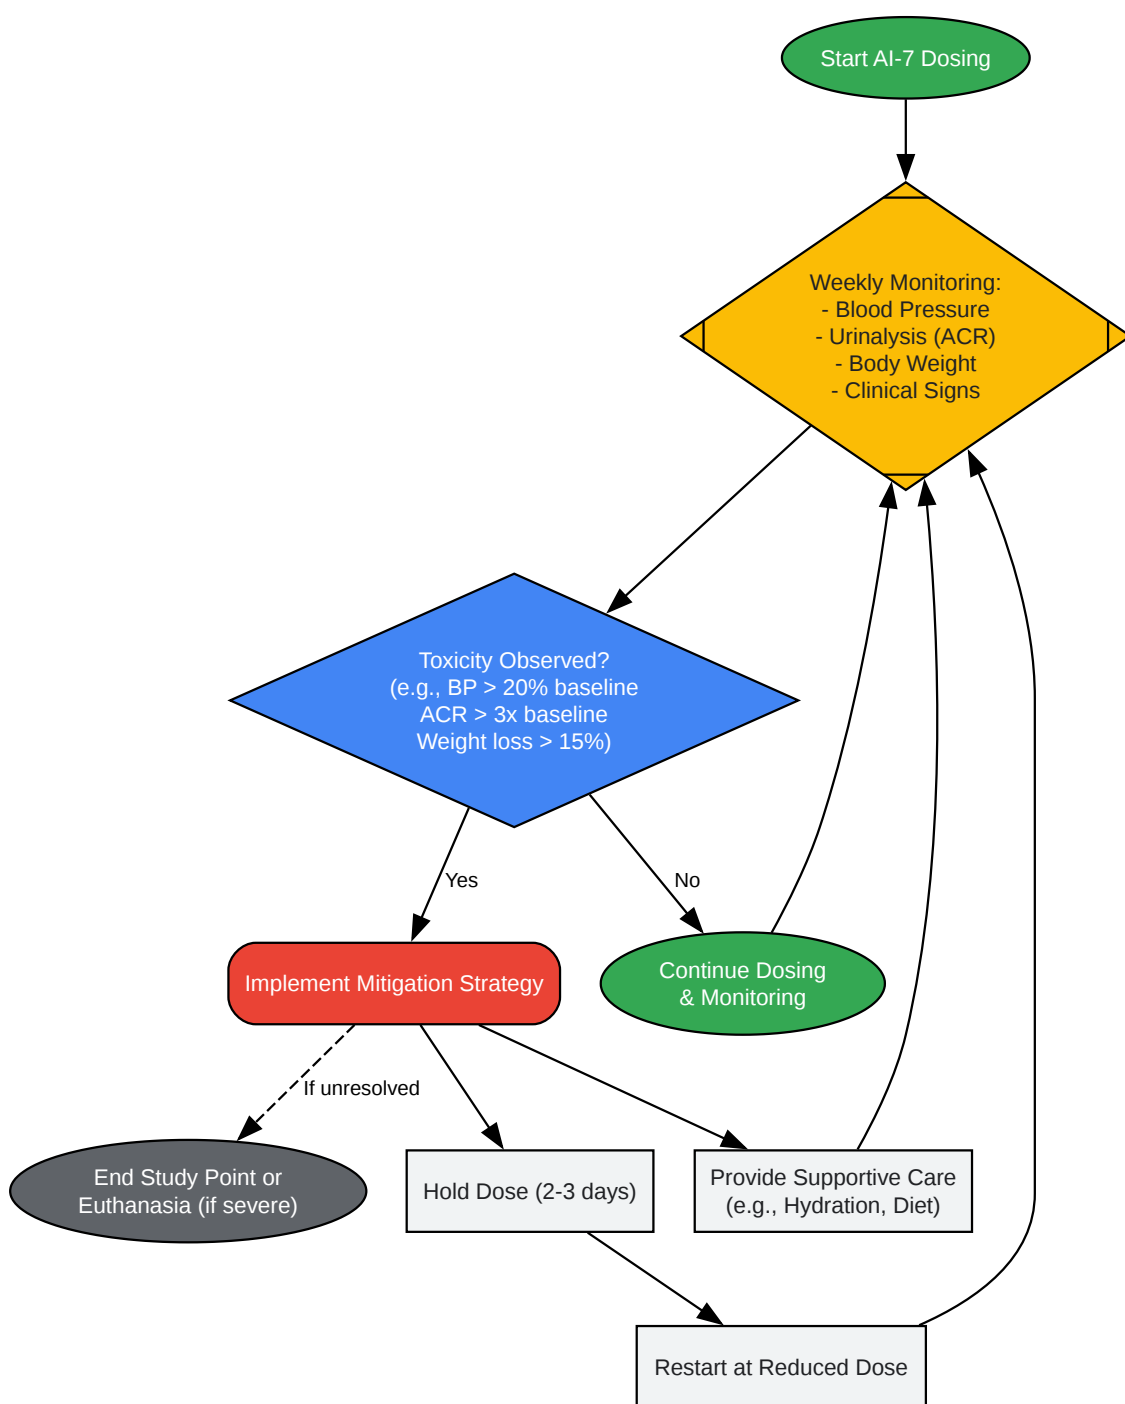 Start AI-7 Dosing
Weekly Monitoring:
- Blood Pressure
- Urinalysis (ACR)
- Body Weight
- Clinical Signs
Toxicity Observed?
(e.g., BP > 20% baseline
ACR > 3x baseline
Weight loss > 15%)
Yes
No
Implement Mitigation Strategy
Continue Dosing
& Monitoring
If unresolved
End Study Point or
Euthanasia (if severe)
Hold Dose (2-3 days)
Provide Supportive Care
(e.g., Hydration, Diet)
Restart at Reduced Dose